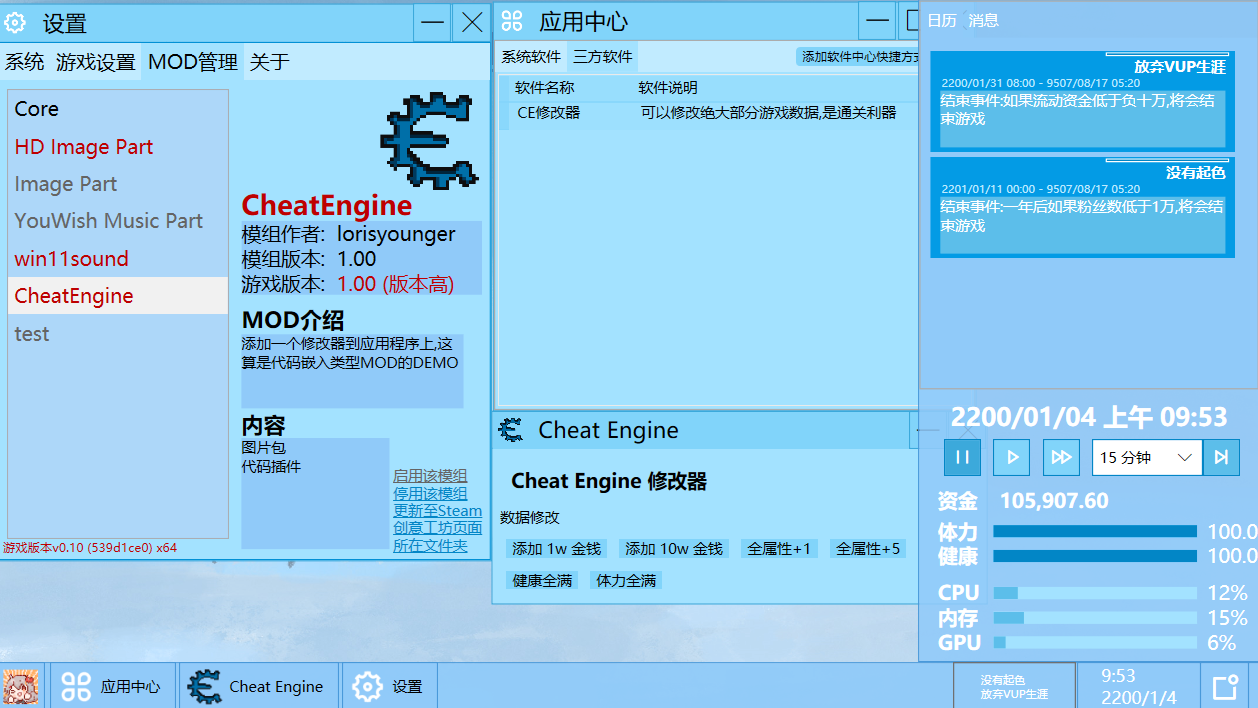 设置
系统 游戏设置 MOD管理 关于
Core
HD Image Part
Image Part
YouWish Music Part
win11sound
CheatEngine
test
CheatEngine
模组作者: lorisyounger
模组版本: 1.00
游戏版本: 1.00 (版本高)
MOD介绍
添加一个修改器到应用程序上,这
算是代码嵌入类型MOD的DEMO
内容
图片包
代码插件
启用该模组
停用该模组
更新至Steam
创意工坊页面
所在文件夹
游戏版本v0.10 (539d1ce0) x64
应用中心
系统软件 三方软件
添加软件中心快捷方式
软件名称 软件说明
CE修改器 可以修改绝大部分游戏数据,是通关利器
Cheat Engine
Cheat Engine 修改器
数据修改
添加 1w 金钱 添加 10w 金钱 全属性+1 全属性+5
健康全满 体力全满
日历 消息
放弃VUP生涯
2200/01/31 08:00 - 9507/08/17 05:20
结束事件:如果流动资金低于负十万,将会结
束游戏
没有起色
2201/01/11 00:00 - 9507/08/17 05:20
结束事件:一年后如果粉丝数低于1万,将会结
束游戏
2200/01/04 上午 09:53
15 分钟
资金 105,907.60
体力 100.0
健康 100.0
CPU 12%
内存 15%
GPU 6%
应用中心
Cheat Engine
设置
没有起色
放弃VUP生涯
9:53
2200/1/4